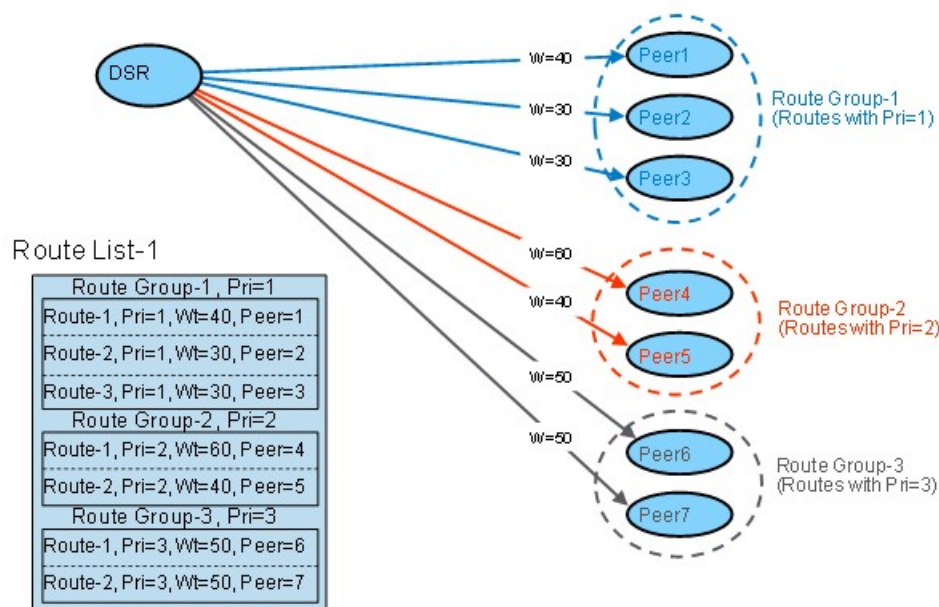 DSR
W=40
Peer1
W=30
Peer2
W=30
Peer3
Route Group-1
(Routes with Pri=1)
W=60
Peer4
W=40
Peer5
Route Group-2
(Routes with Pri=2)
W=50
Peer6
W=50
Peer7
Route Group-3
(Routes with Pri=3)
Route List-1
Route Group-1, Pri=1
Route-1, Pri=1, Wt=40, Peer=1
Route-2, Pri=1, Wt=30, Peer=2
Route-3, Pri=1, Wt=30, Peer=3
Route Group-2, Pri=2
Route-1, Pri=2, Wt=60, Peer=4
Route-2, Pri=2, Wt=40, Peer=5
Route Group-3, Pri=3
Route-1, Pri=3, Wt=50, Peer=6
Route-2, Pri=3, Wt=50, Peer=7